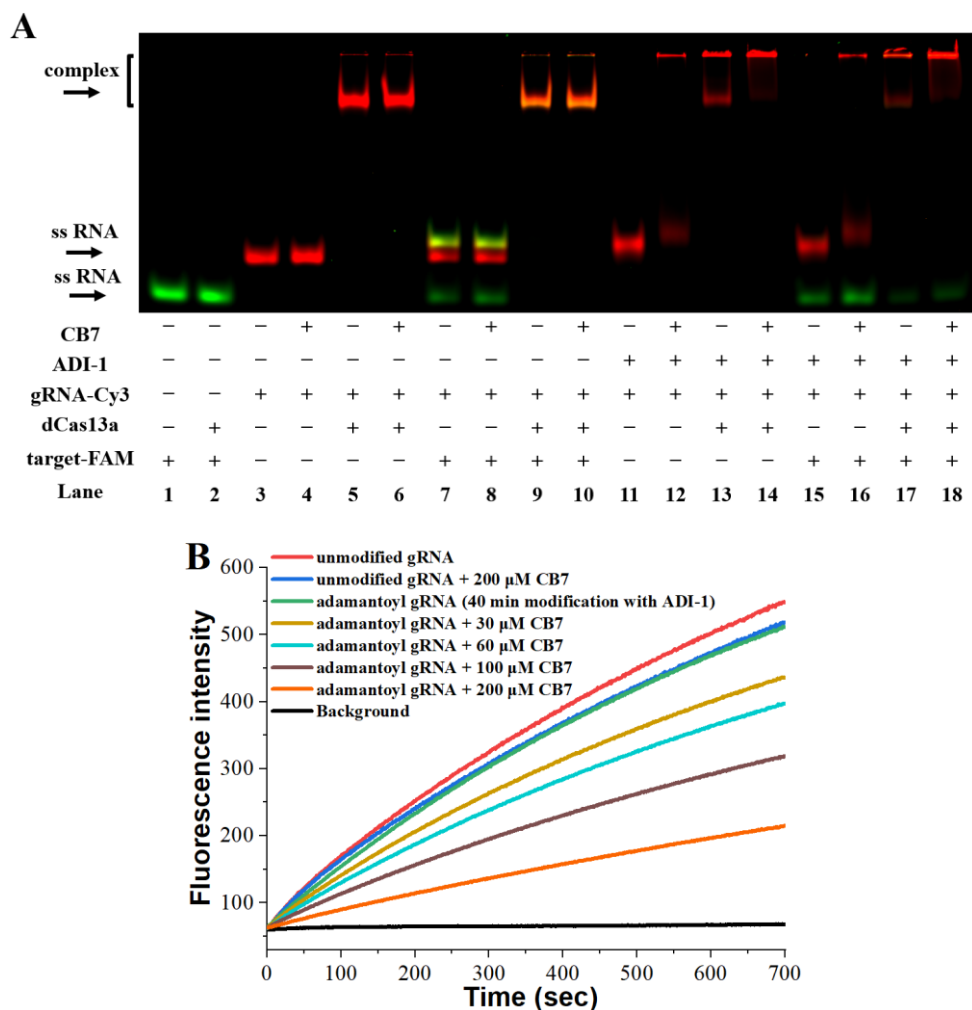 A
complex
ss RNA
ss RNA
CB7 − − − + − + − + − + − + − + − + − +
ADI-1 − − − − − − − − − − + + + + + + + +
gRNA-Cy3 − − + + + + + + + + + + + + + + + +
dCas13a − + − − + + − − + + − − + + − − + +
target-FAM + + − − − − + + + + − − − − + + + +
Lane 1 2 3 4 5 6 7 8 9 10 11 12 13 14 15 16 17 18
B
unmodified gRNA
unmodified gRNA + 200 μM CB7
adamantoyl gRNA (40 min modification with ADI-1)
adamantoyl gRNA + 30 μM CB7
adamantoyl gRNA + 60 μM CB7
adamantoyl gRNA + 100 μM CB7
adamantoyl gRNA + 200 μM CB7
Background
Fluorescence intensity
600
500
400
300
200
100
0 100 200 300 400 500 600 700
Time (sec)